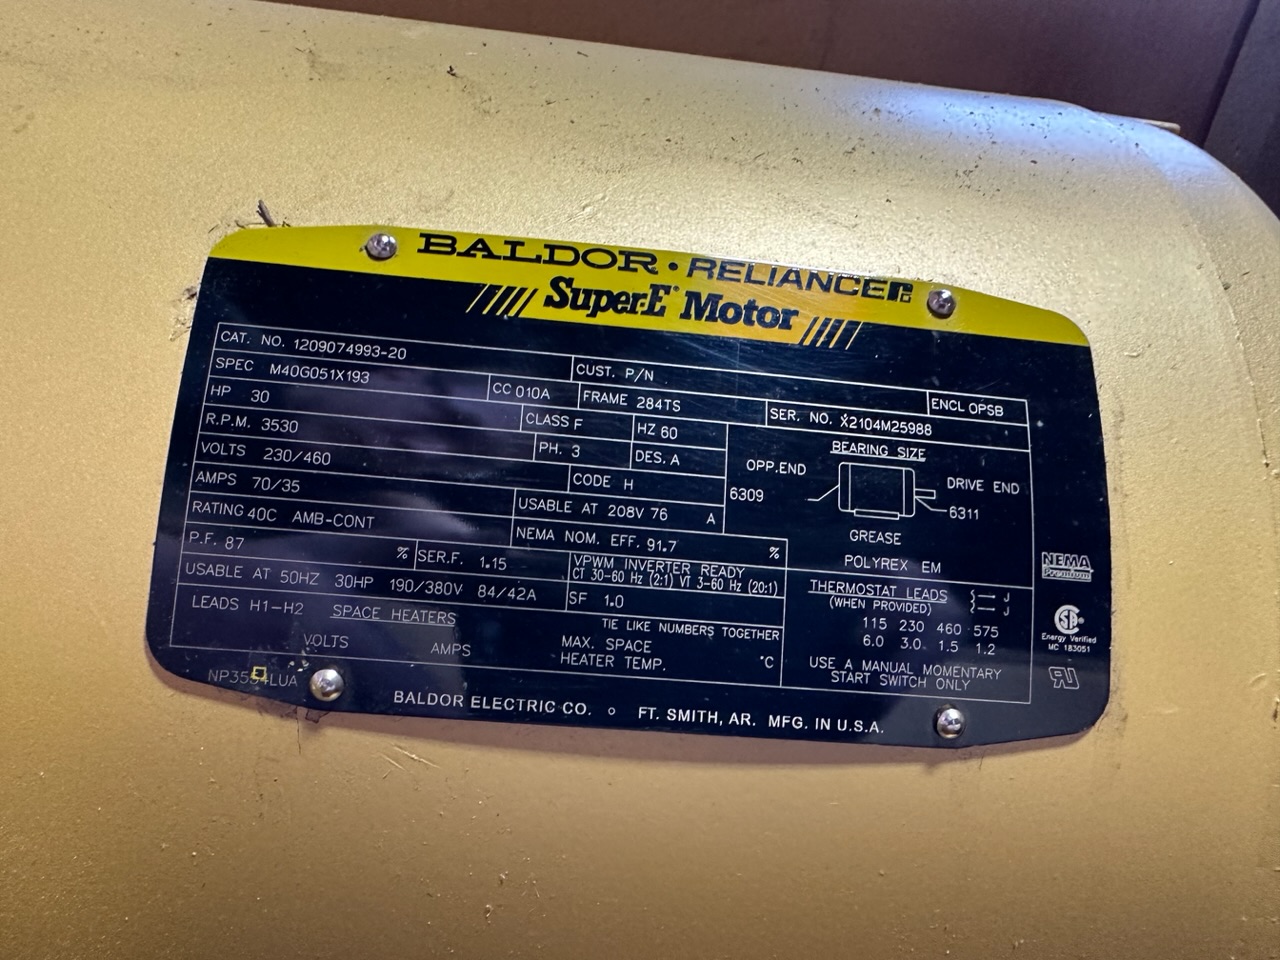 BALDOR • RELIANCE
Super-E® Motor
CAT. NO. 1209074993-20 CUST. P/N
SPEC M40G051X193 CC 010A FRAME 284TS ENCL OPSB
HP 30 CLASS F HZ 60 SER. NO. X2104M25988
R.P.M. 3530 PH. 3 DES. A
VOLTS 230/460 CODE H
AMPS 70/35 USABLE AT 208V 76 A
RATING 40C AMB-CONT NEMA NOM. EFF. 91.7 %
P.F. 87 % SER.F. 1.15 VPWM INVERTER READY
CT 30-60 Hz (2:1) VT 3-60 Hz (20:1)
USABLE AT 50HZ 30HP 190/380V 84/42A SF 1.0
LEADS H1-H2 SPACE HEATERS TIE LIKE NUMBERS TOGETHER
VOLTS AMPS MAX. SPACE
HEATER TEMP. °C
BEARING SIZE
OPP.END DRIVE END
6309 6311
GREASE
POLYREX EM
THERMOSTAT LEADS J
(WHEN PROVIDED) J
115 230 460 575
6.0 3.0 1.5 1.2
USE A MANUAL MOMENTARY
START SWITCH ONLY
NEMA
Premium
Energy Verified
MC 183051
BALDOR ELECTRIC CO. o FT. SMITH, AR. MFG. IN U.S.A.